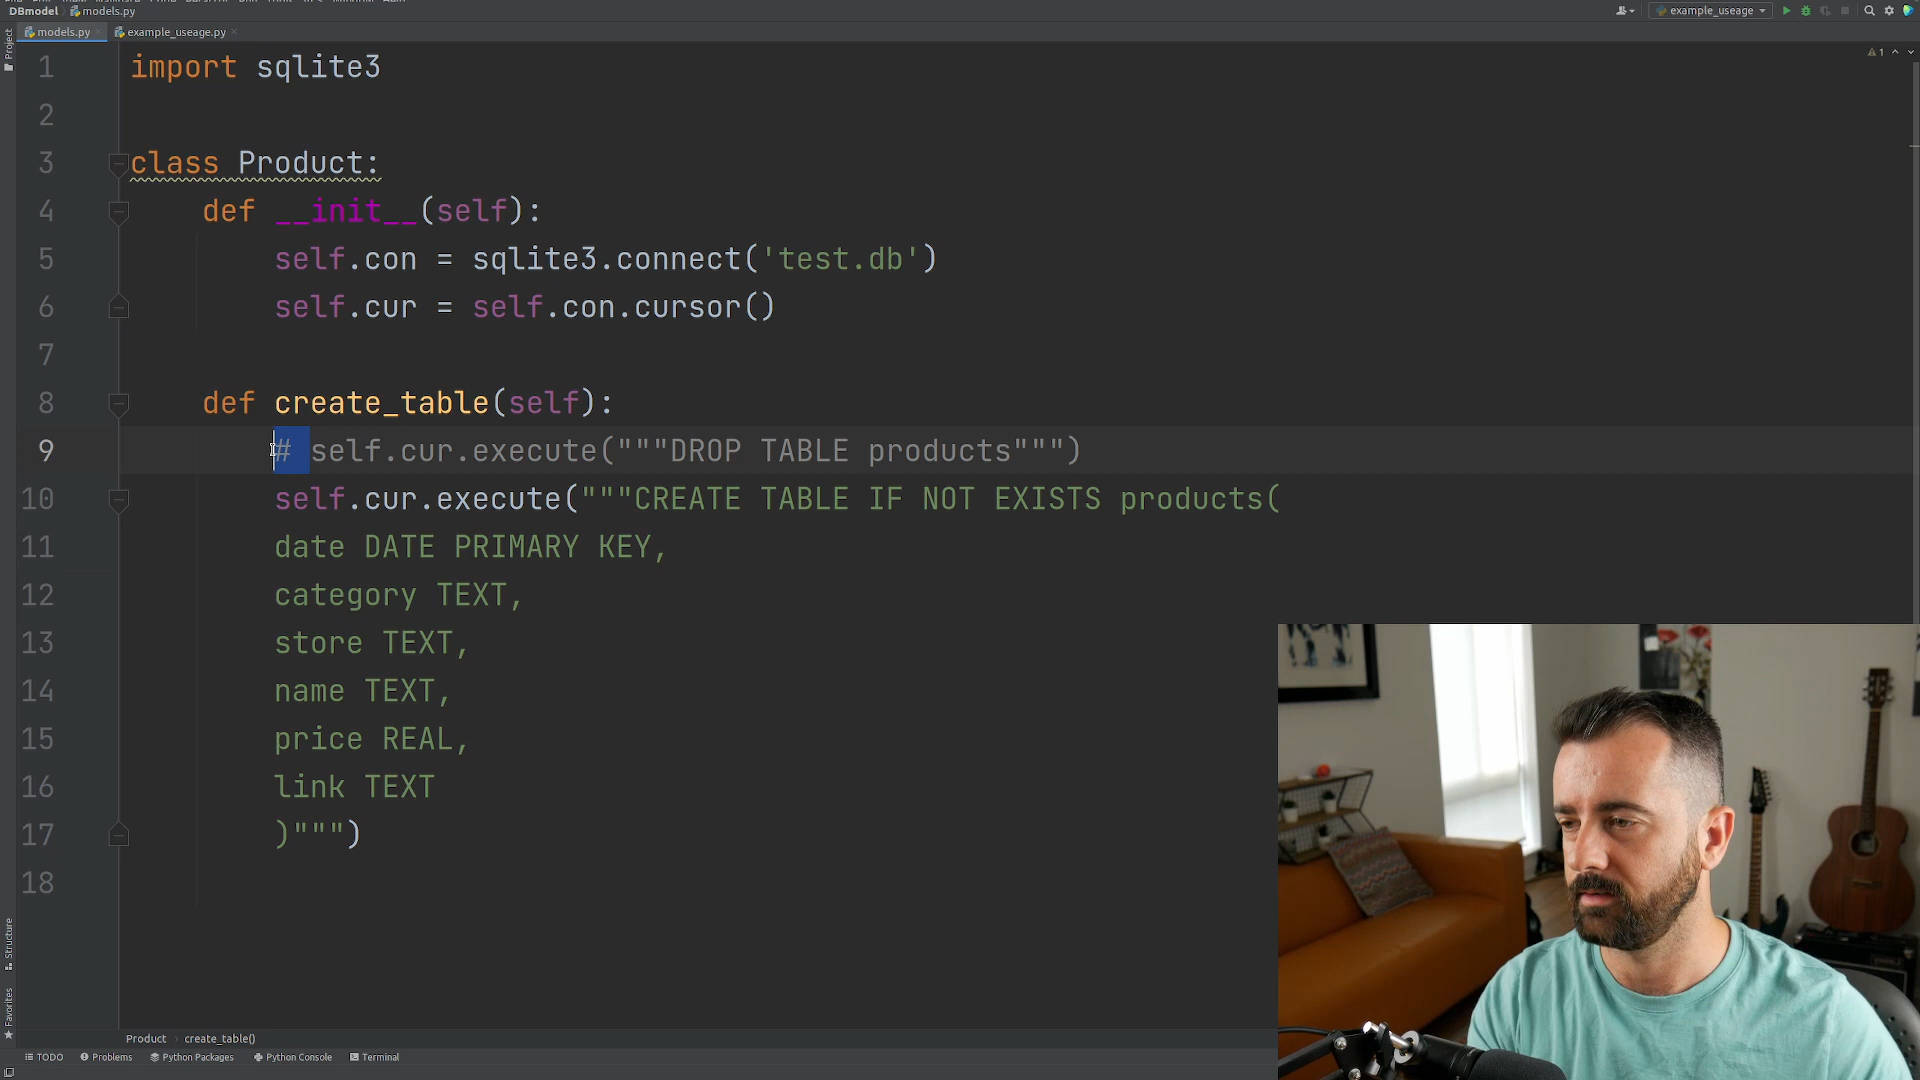 DBmodel models.py
example_useage
models.py example_useage.py
Project
1
1 import sqlite3
2
3 class Product:
4 def __init__(self):
5 self.con = sqlite3.connect('test.db')
6 self.cur = self.con.cursor()
7
8 def create_table(self):
9 # self.cur.execute("""DROP TABLE products""")
10 self.cur.execute("""CREATE TABLE IF NOT EXISTS products(
11 date DATE PRIMARY KEY,
12 category TEXT,
13 store TEXT,
14 name TEXT,
15 price REAL,
16 link TEXT
17 )""")
18
Structure
Favorites
Product › create_table()
TODO Problems Python Packages Python Console Terminal